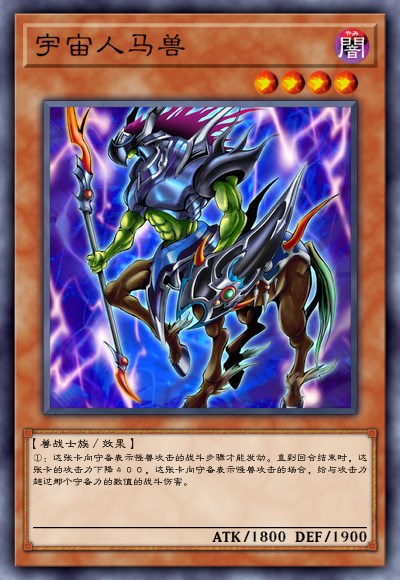 宇宙人马兽
やみ
闇
【兽战士族／效果】
①：这张卡向守备表示怪兽攻击的战斗步骤才能发动。直到回合结束时，这
张卡的攻击力下降４００，这张卡向守备表示怪兽攻击的场合，给与攻击力
超过那个守备力的数值的战斗伤害。
ATK/1800 DEF/1900